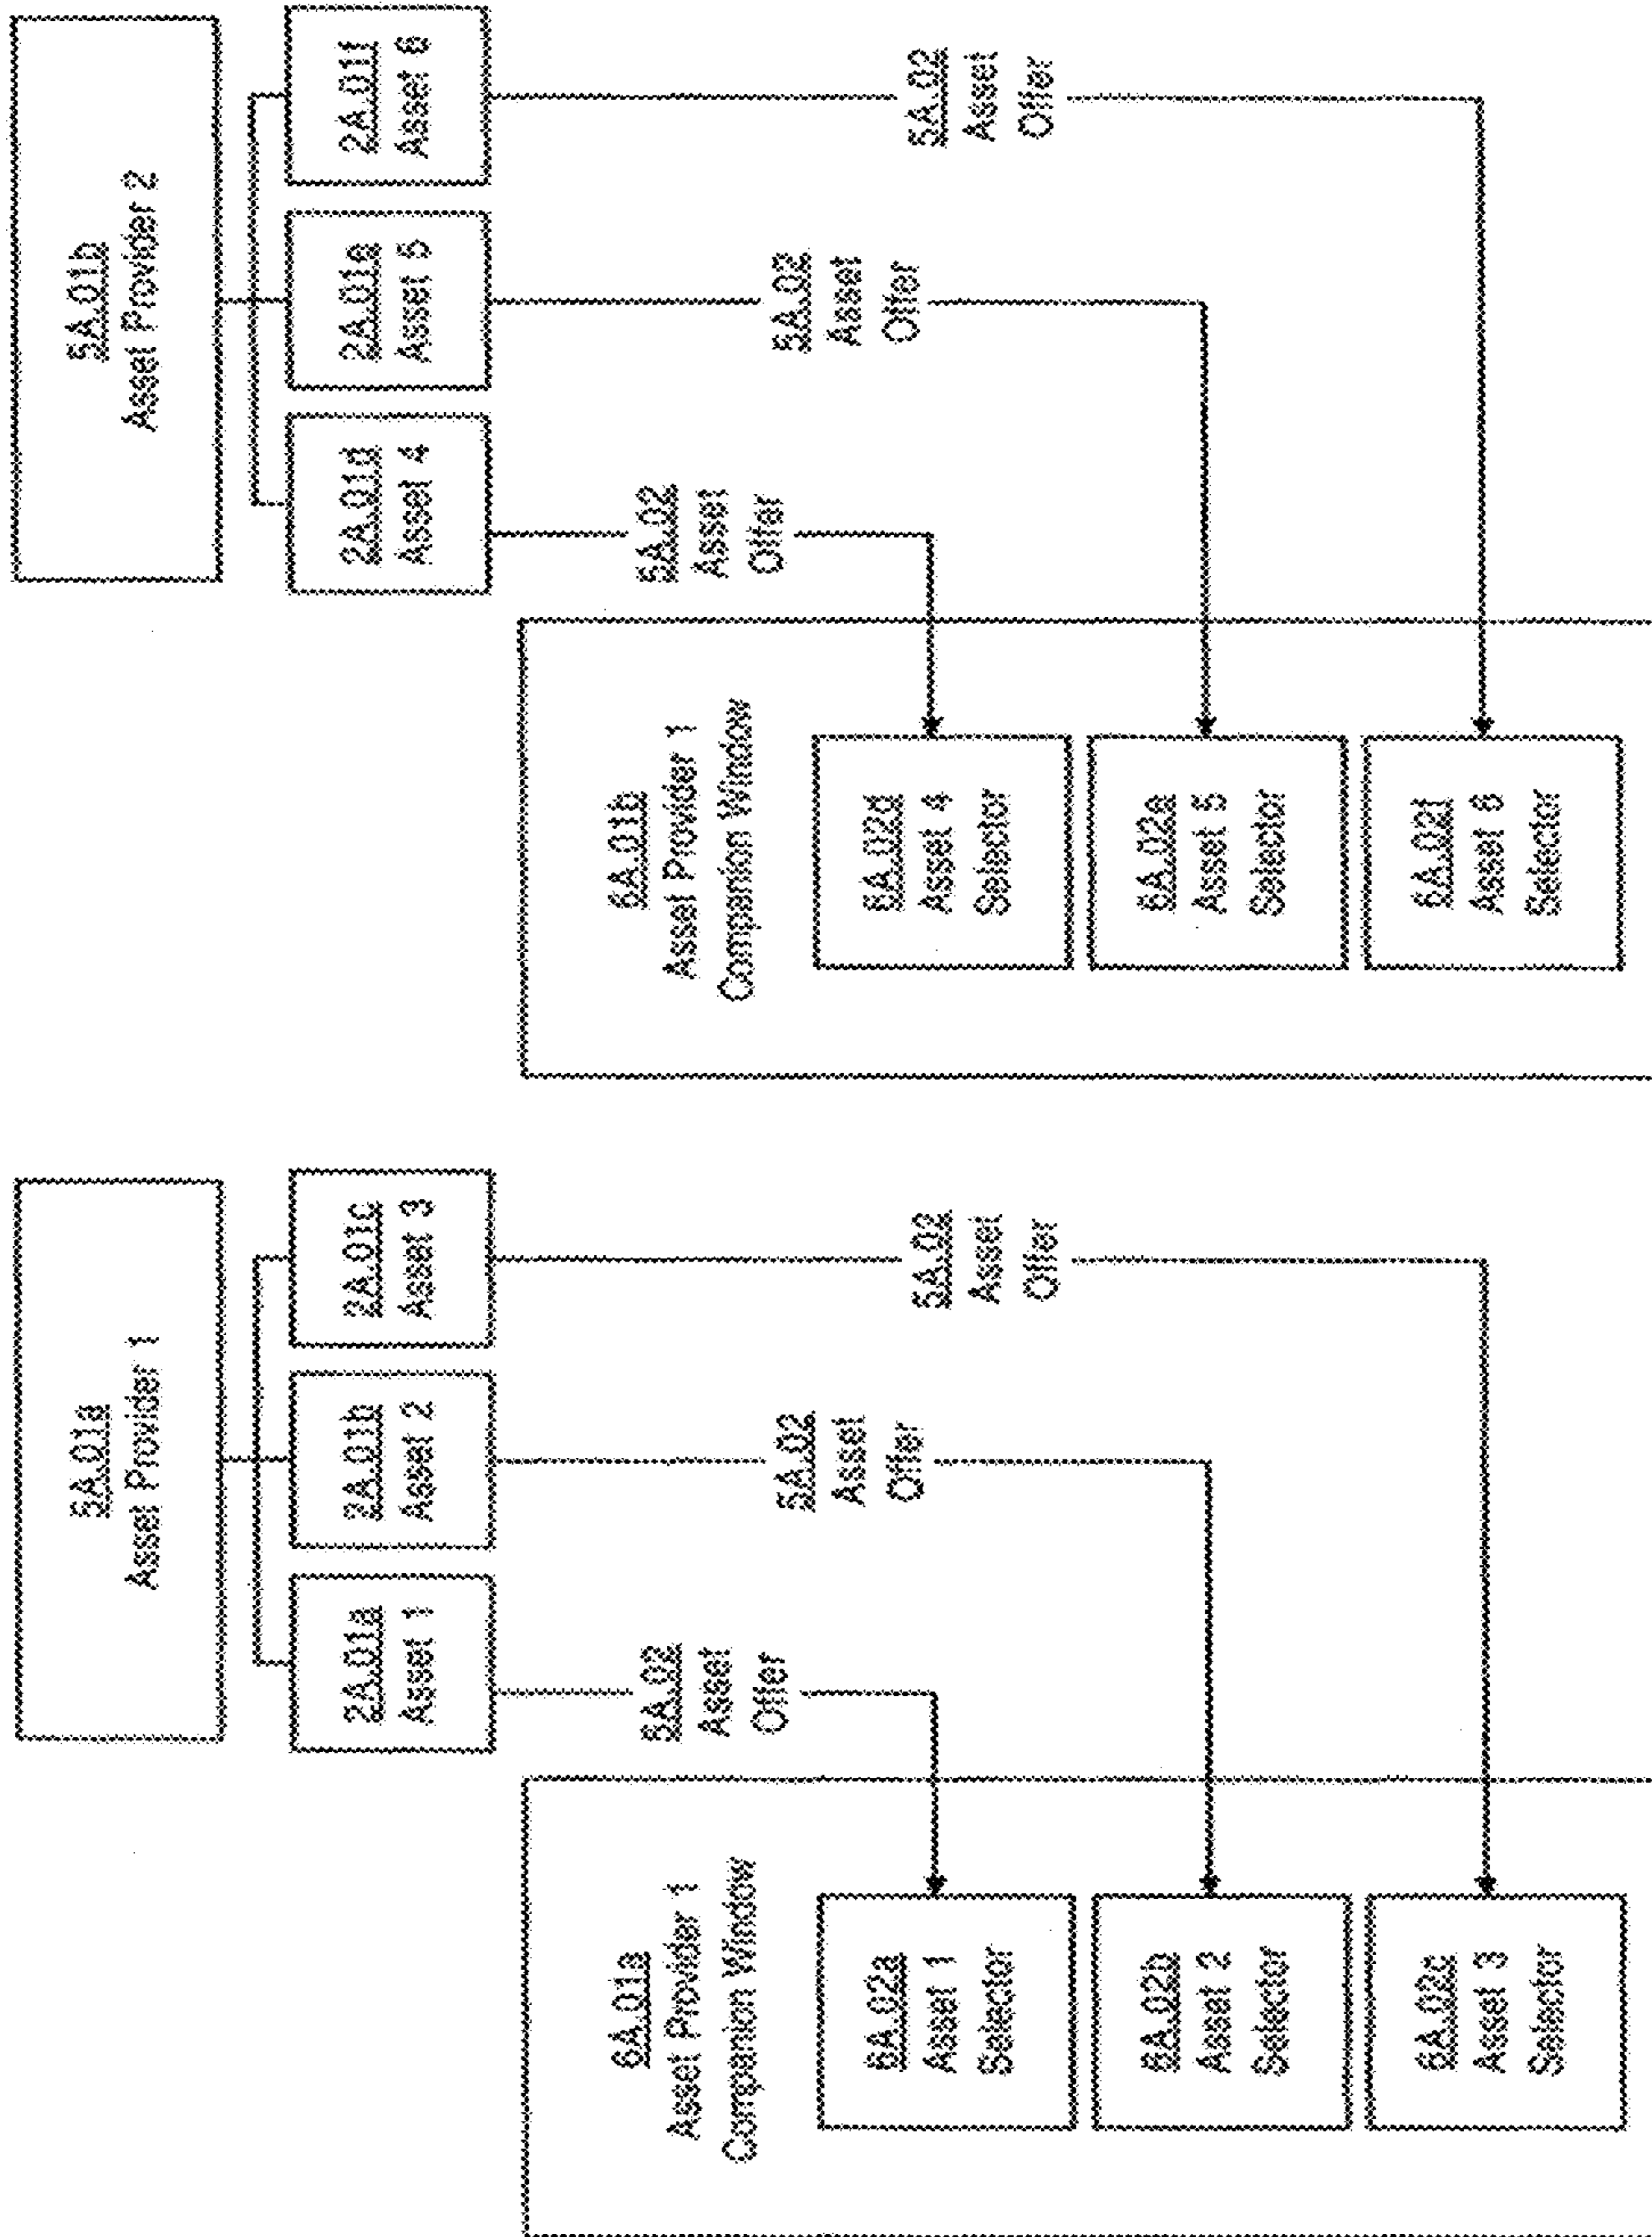 5A.01a
Asset Provider 1
2A.01a
Asset 1
2A.01b
Asset 2
2A.01c
Asset 3
5A.02
Asset
Offer
5A.02
Asset
Offer
5A.02
Asset
Offer
6A.01a
Asset Provider 1
Companion Window
6A.02a
Asset 1
Selector
6A.02b
Asset 2
Selector
6A.02c
Asset 3
Selector
5A.01b
Asset Provider 2
2A.01d
Asset 4
2A.01e
Asset 5
2A.01f
Asset 6
5A.02
Asset
Offer
5A.02
Asset
Offer
5A.02
Asset
Offer
6A.01b
Asset Provider 1
Companion Window
6A.02d
Asset 4
Selector
6A.02e
Asset 5
Selector
6A.02f
Asset 6
Selector